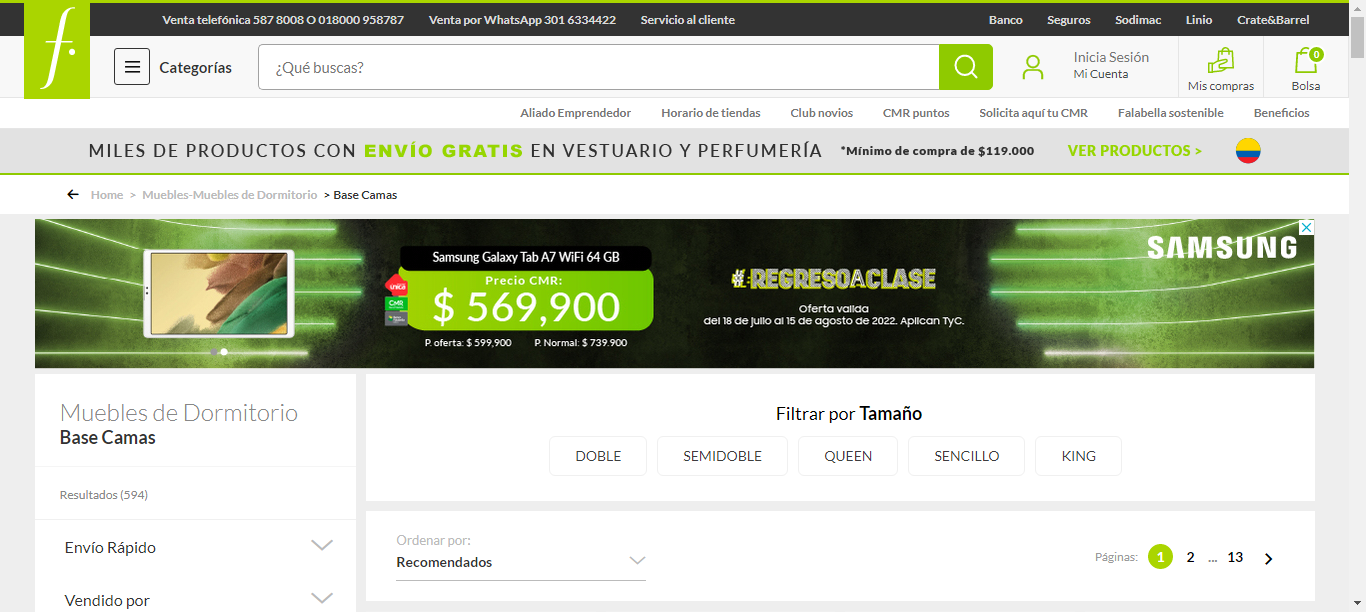 Venta telefónica 587 8008 O 018000 958787 Venta por WhatsApp 301 6334422 Servicio al cliente Banco Seguros Sodimac Linio Crate&Barrel
f.
Categorías ¿Qué buscas? Inicia Sesión
Mi Cuenta
Mis compras
0
Bolsa
Aliado Emprendedor Horario de tiendas Club novios CMR puntos Solicita aquí tu CMR Falabella sostenible Beneficios
MILES DE PRODUCTOS CON ENVÍO GRATIS EN VESTUARIO Y PERFUMERÍA *Mínimo de compra de $119.000 VER PRODUCTOS >
Home > Muebles-Muebles de Dormitorio > Base Camas
Samsung Galaxy Tab A7 WiFi 64 GB
Precio CMR:
única
CMR
$ 569,900
P. oferta: $ 599,900 P. Normal: $ 739.900
#REGRESOACLASE
Oferta valida
del 18 de julio al 15 de agosto de 2022. Aplican TyC.
SAMSUNG
Muebles de Dormitorio
Base Camas
Resultados (594)
Envío Rápido
Vendido por
Filtrar por Tamaño
DOBLE SEMIDOBLE QUEEN SENCILLO KING
Ordenar por:
Recomendados
Páginas: 1 2 ... 13